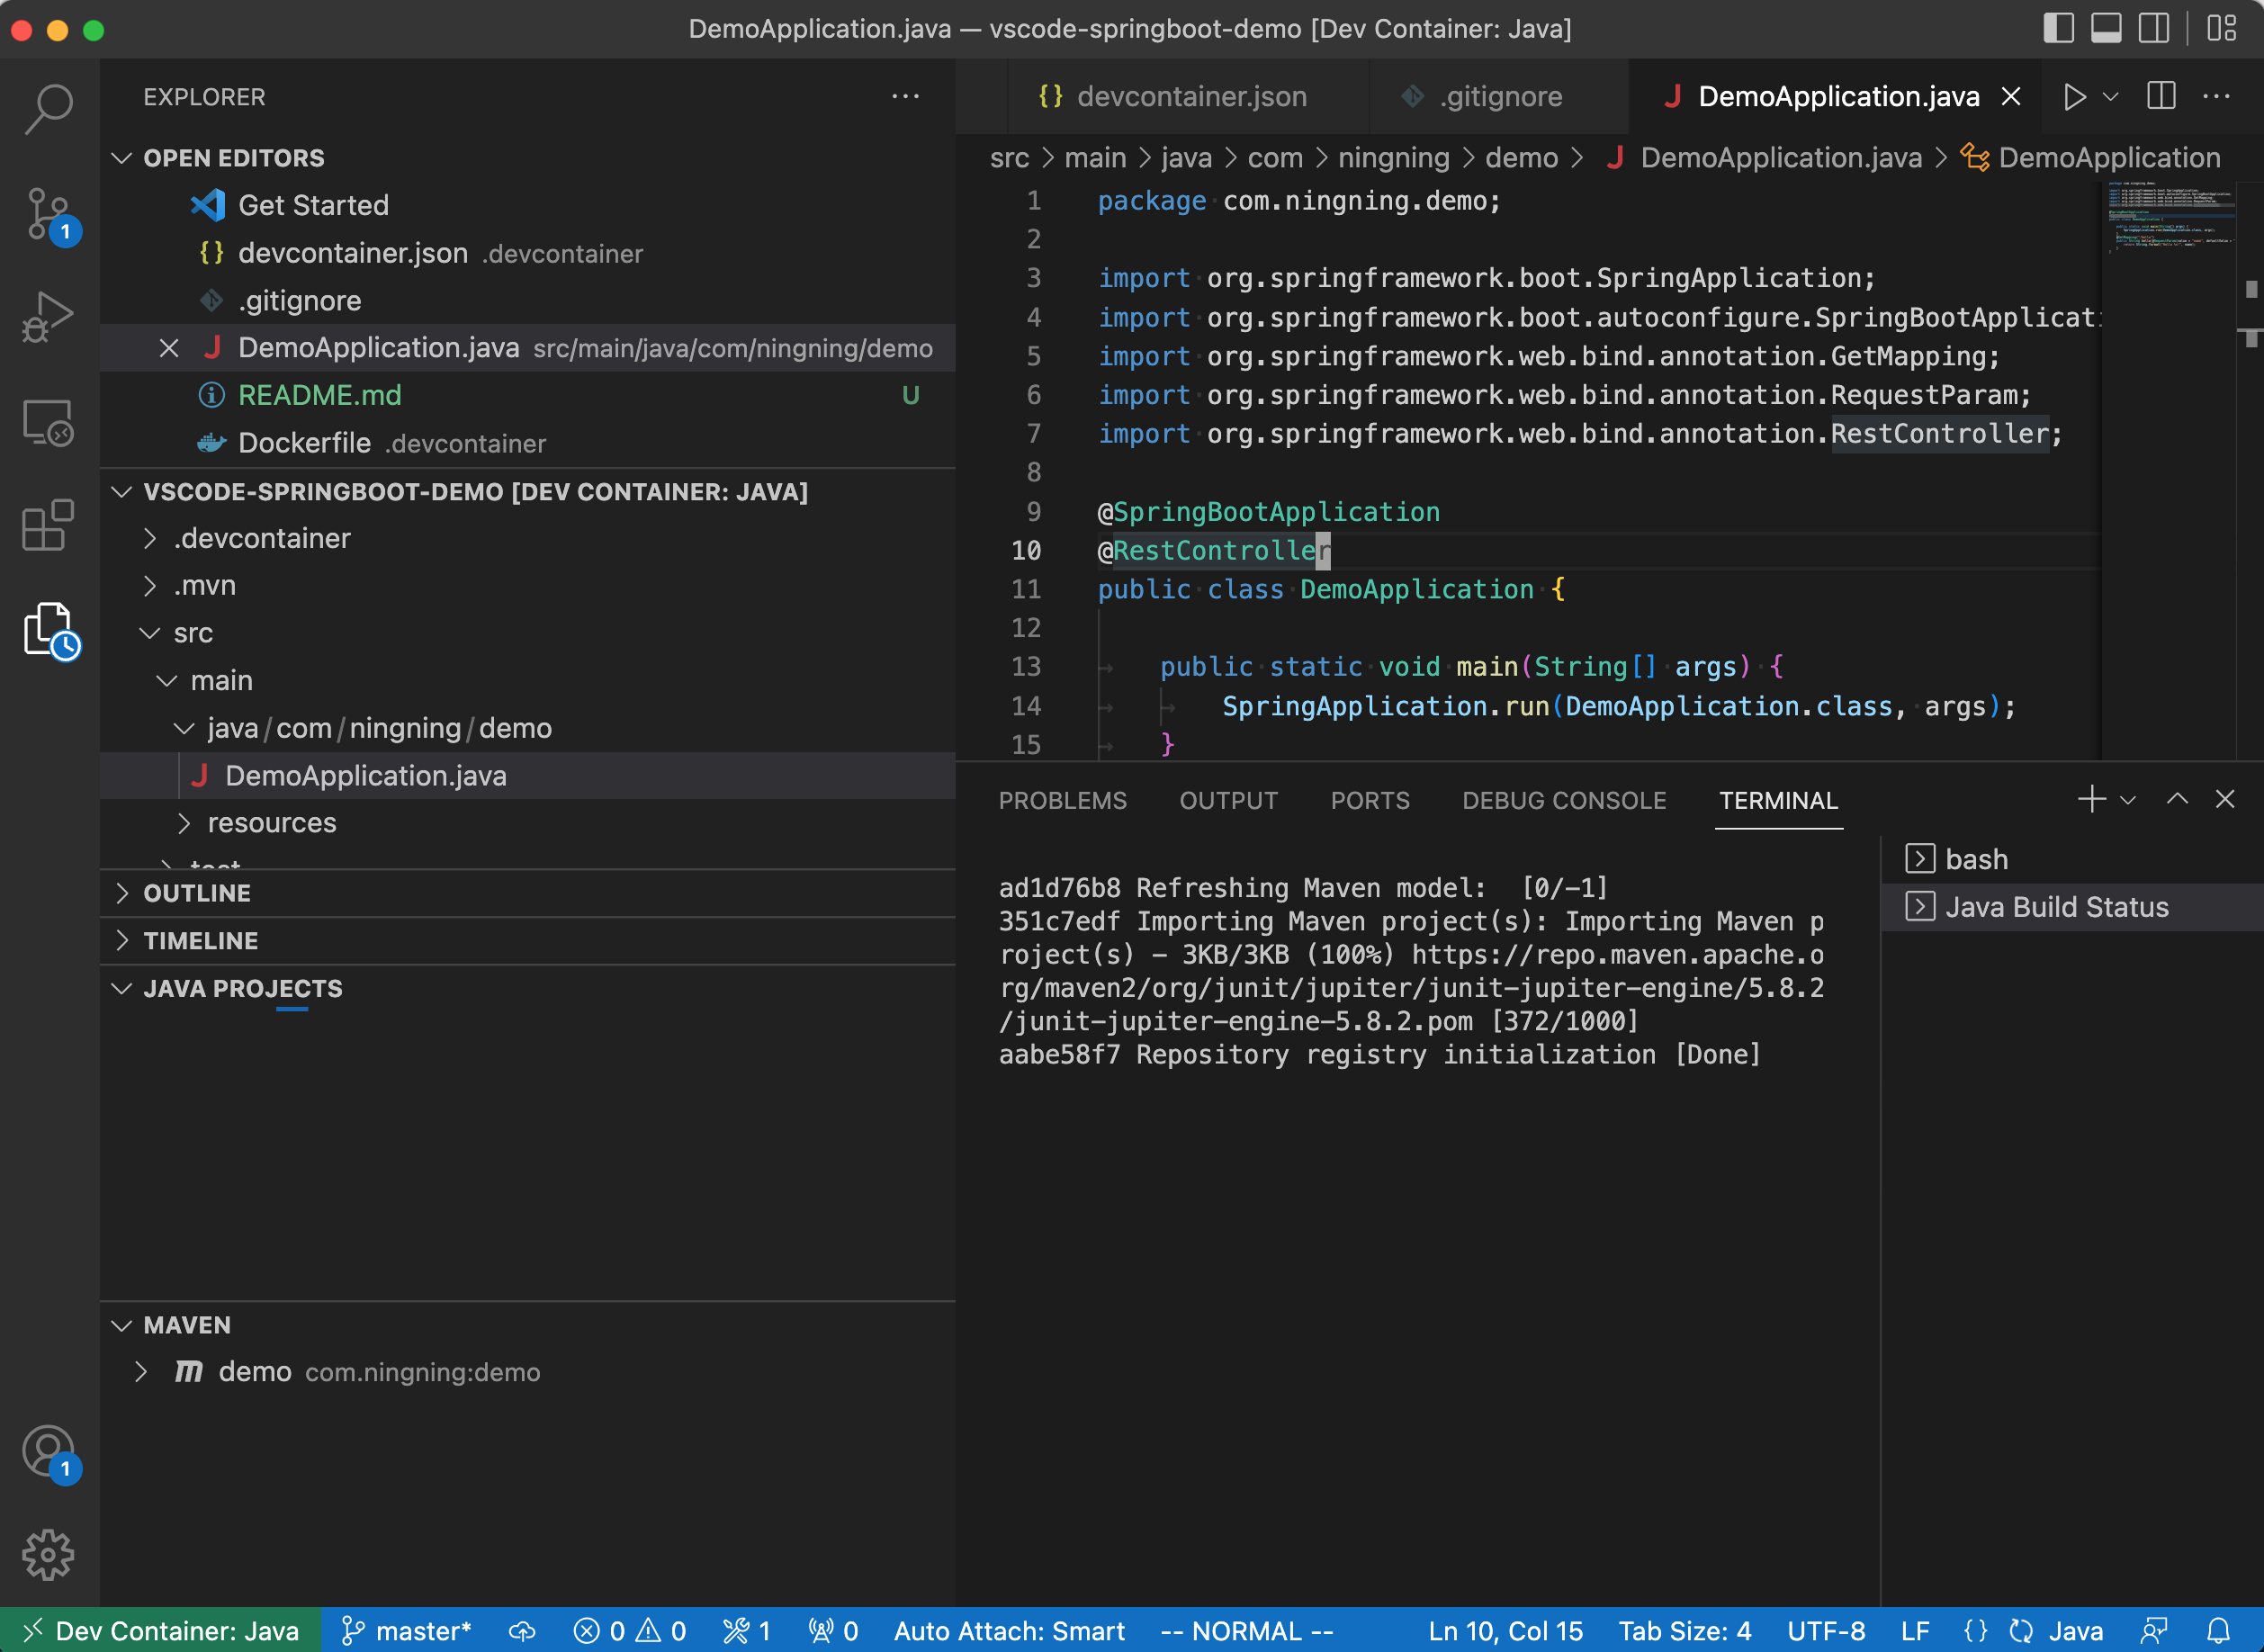 DemoApplication.java — vscode-springboot-demo [Dev Container: Java]
EXPLORER
OPEN EDITORS
Get Started
devcontainer.json .devcontainer
.gitignore
DemoApplication.java src/main/java/com/ningning/demo
README.md U
Dockerfile .devcontainer
VSCODE-SPRINGBOOT-DEMO [DEV CONTAINER: JAVA]
.devcontainer
.mvn
src
main
java/com/ningning/demo
DemoApplication.java
resources
test
OUTLINE
TIMELINE
JAVA PROJECTS
MAVEN
demo com.ningning:demo
1
1
devcontainer.json
.gitignore
DemoApplication.java
src > main > java > com > ningning > demo > DemoApplication.java > DemoApplication
1 package com.ningning.demo;
2
3 import org.springframework.boot.SpringApplication;
4 import org.springframework.boot.autoconfigure.SpringBootApplicati
5 import org.springframework.web.bind.annotation.GetMapping;
6 import org.springframework.web.bind.annotation.RequestParam;
7 import org.springframework.web.bind.annotation.RestController;
8
9 @SpringBootApplication
10 @RestController
11 public class DemoApplication {
12
13 public static void main(String[] args) {
14 SpringApplication.run(DemoApplication.class, args);
15 }
PROBLEMS OUTPUT PORTS DEBUG CONSOLE TERMINAL
ad1d76b8 Refreshing Maven model:  [0/-1]
351c7edf Importing Maven project(s): Importing Maven p
roject(s) - 3KB/3KB (100%) https://repo.maven.apache.o
rg/maven2/org/junit/jupiter/junit-jupiter-engine/5.8.2
/junit-jupiter-engine-5.8.2.pom [372/1000]
aabe58f7 Repository registry initialization [Done]
bash
Java Build Status
Dev Container: Java master* 0 0 1 0 Auto Attach: Smart -- NORMAL -- Ln 10, Col 15 Tab Size: 4 UTF-8 LF {} Java